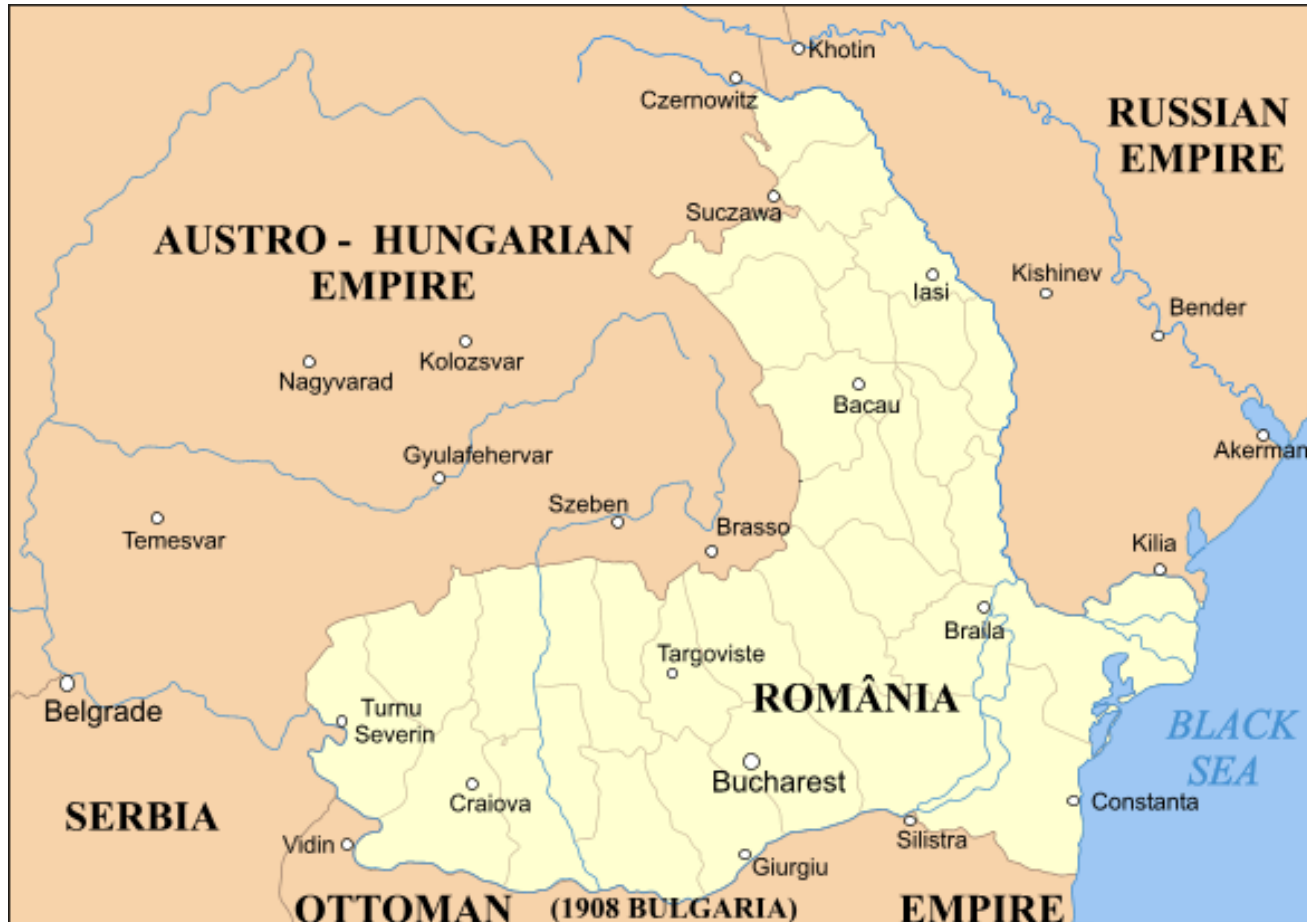 Khotin
Czernowitz
RUSSIAN
EMPIRE
Suczawa
AUSTRO - HUNGARIAN
EMPIRE
Iasi
Kishinev
Bender
Kolozsvar
Nagyvarad
Bacau
Akerman
Gyulafehervar
Szeben
Temesvar
Brasso
Kilia
Braila
Targoviste
ROMÂNIA
Belgrade
Turnu
Severin
BLACK
SEA
Bucharest
Craiova
Constanta
SERBIA
Vidin
Silistra
Giurgiu
OTTOMAN (1908 BULGARIA) EMPIRE